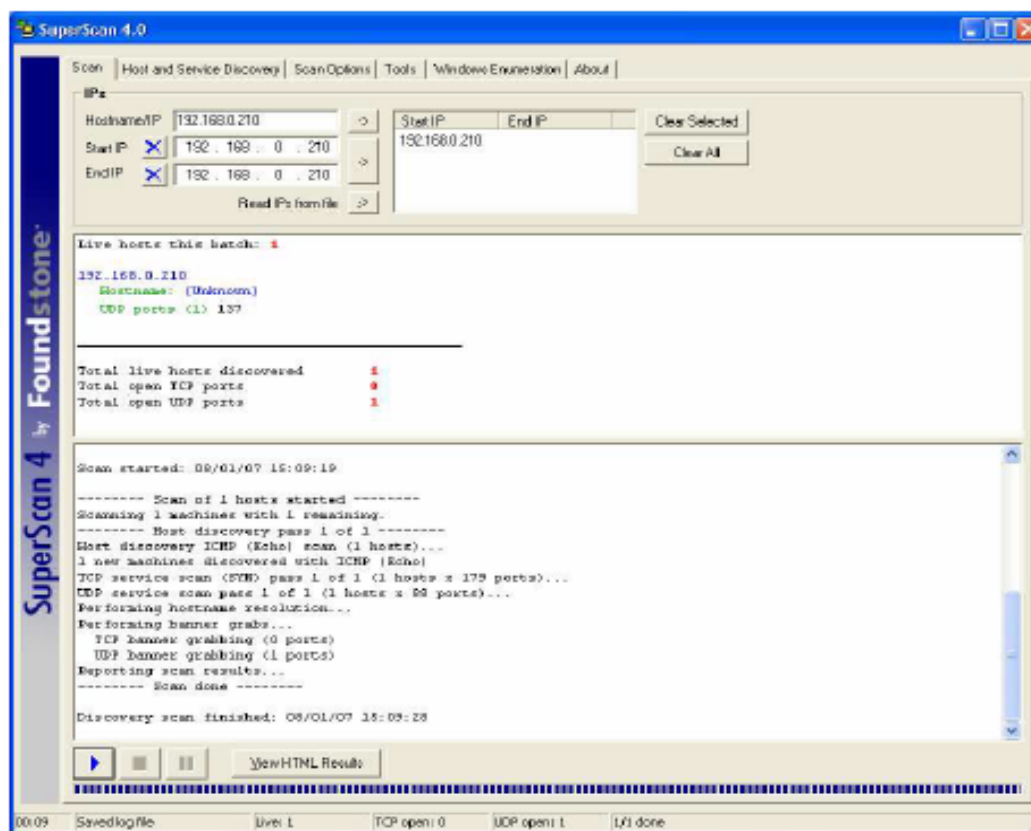 SuperScan 4.0
Scan Host and Service Discovery Scan Options Tools Windows Enumeration About
IPs
Hostname/IP 192.168.0.210 ->
Start IP X 192 . 168 . 0 . 210
End IP X 192 . 168 . 0 . 210
->
Read IPs from file ->
Start IP End IP
192.168.0.210
Clear Selected
Clear All
SuperScan 4 by Foundstone
Live hosts this batch: 1
192.168.0.210
Hostname: (Unknown)
UDP ports (1) 137
Total live hosts discovered 1
Total open TCP ports 0
Total open UDP ports 1
Scan started: 08/01/07 15:09:19
-------- Scan of 1 hosts started --------
Scanning 1 machines with 1 remaining.
-------- Host discovery pass 1 of 1 --------
Host discovery ICMP (Echo) scan (1 hosts)...
1 new machines discovered with ICMP (Echo)
TCP service scan (SYN) pass 1 of 1 (1 hosts x 179 ports)...
UDP service scan pass 1 of 1 (1 hosts x 88 ports)...
Performing hostname resolution...
Performing banner grabs...
TCP banner grabbing (0 ports)
UDP banner grabbing (1 ports)
Reporting scan results...
-------- Scan done --------
Discovery scan finished: 08/01/07 15:09:28
View HTML Results
00:09 Saved log file Live: 1 TCP open: 0 UDP open: 1 1/1 done